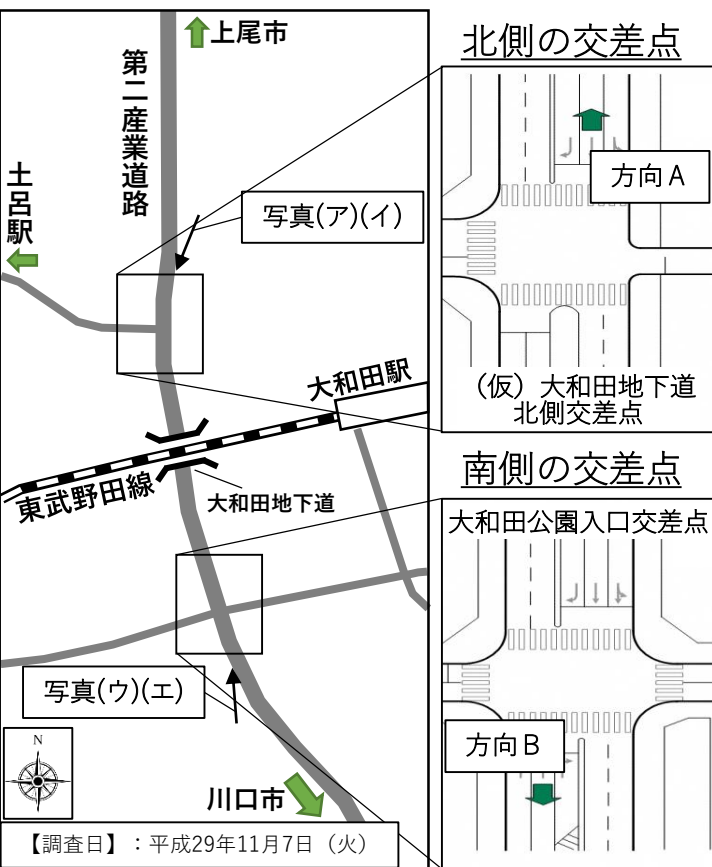 上尾市
第二産業道路
土呂駅
写真(ア)(イ)
大和田駅
東武野田線
大和田地下道
写真(ウ)(エ)
N
川口市
【調査日】：平成29年11月7日（火）
北側の交差点
方向A
（仮）大和田地下道
北側交差点
南側の交差点
大和田公園入口交差点
方向B